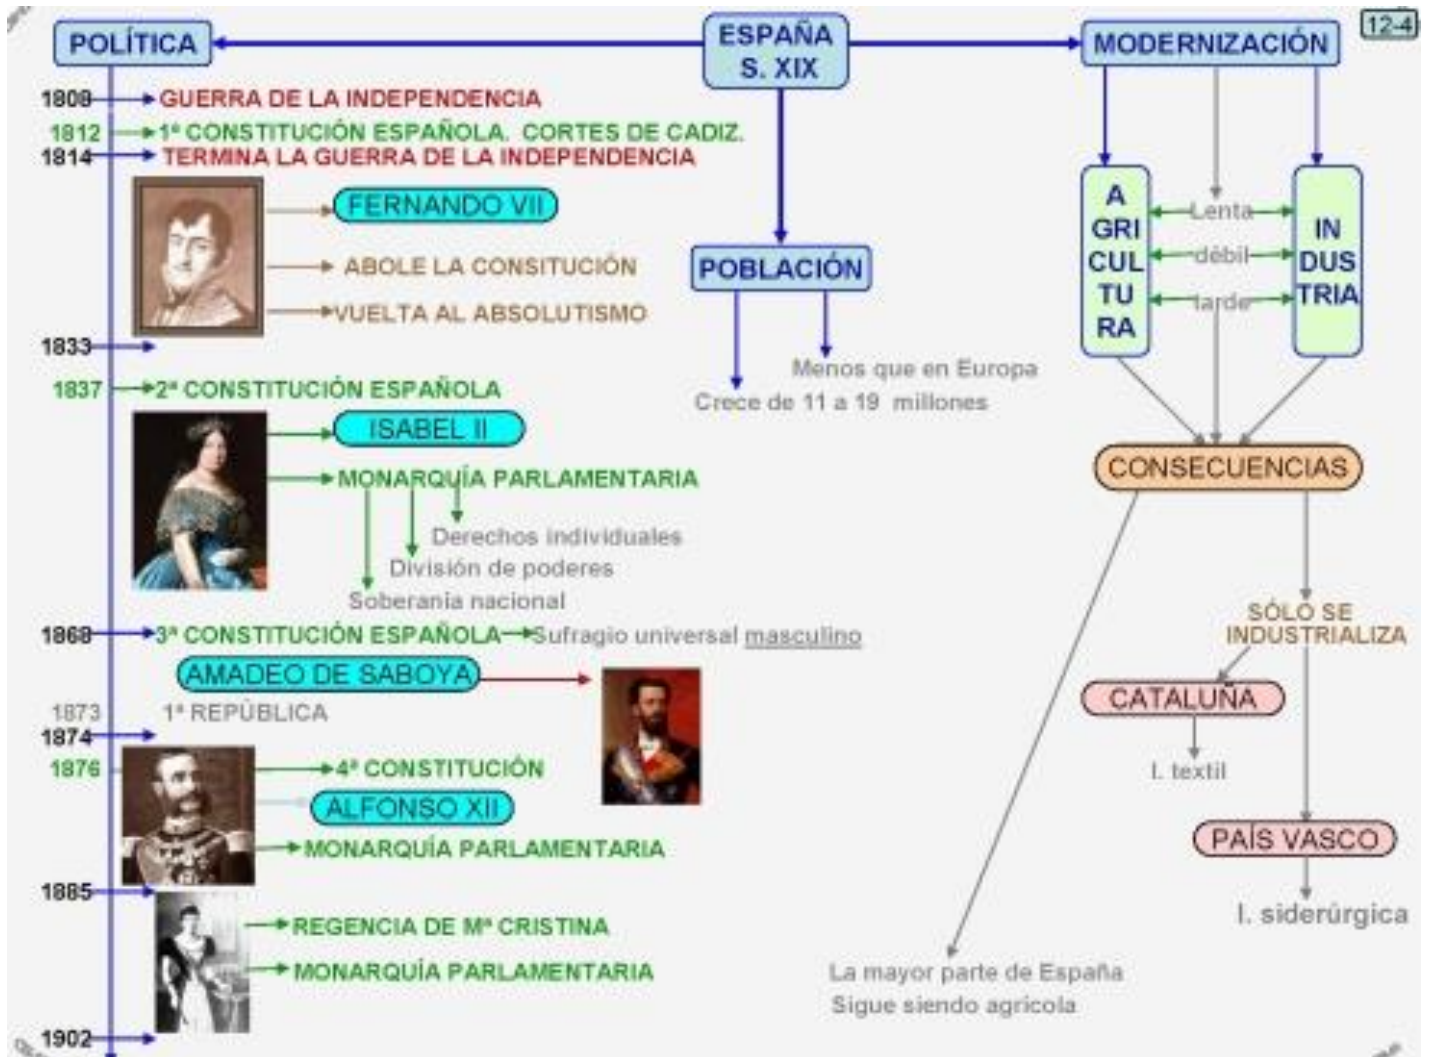 12-4
ESPAÑA
S. XIX
POLÍTICA
1808 GUERRA DE LA INDEPENDENCIA
1812 1ª CONSTITUCIÓN ESPAÑOLA. CORTES DE CADIZ.
1814 TERMINA LA GUERRA DE LA INDEPENDENCIA
FERNANDO VII
ABOLE LA CONSITUCIÓN
VUELTA AL ABSOLUTISMO
1833
1837 2ª CONSTITUCIÓN ESPAÑOLA
ISABEL II
MONARQUÍA PARLAMENTARIA
Derechos individuales
División de poderes
Soberanía nacional
1868 3ª CONSTITUCIÓN ESPAÑOLA Sufragio universal masculino
AMADEO DE SABOYA
1873 1ª REPÙBLICA
1874
1876 4ª CONSTITUCIÓN
ALFONSO XII
MONARQUÍA PARLAMENTARIA
1885
REGENCIA DE Mª CRISTINA
MONARQUÍA PARLAMENTARIA
1902
POBLACIÓN
Menos que en Europa
Crece de 11 a 19 millones
MODERNIZACIÓN
A
GRI
CUL
TU
RA
Lenta
débil
tarde
IN
DUS
TRIA
CONSECUENCIAS
SÓLO SE
INDUSTRIALIZA
CATALUÑA
I. textil
PAÍS VASCO
I. siderúrgica
La mayor parte de España
Sigue siendo agrícola